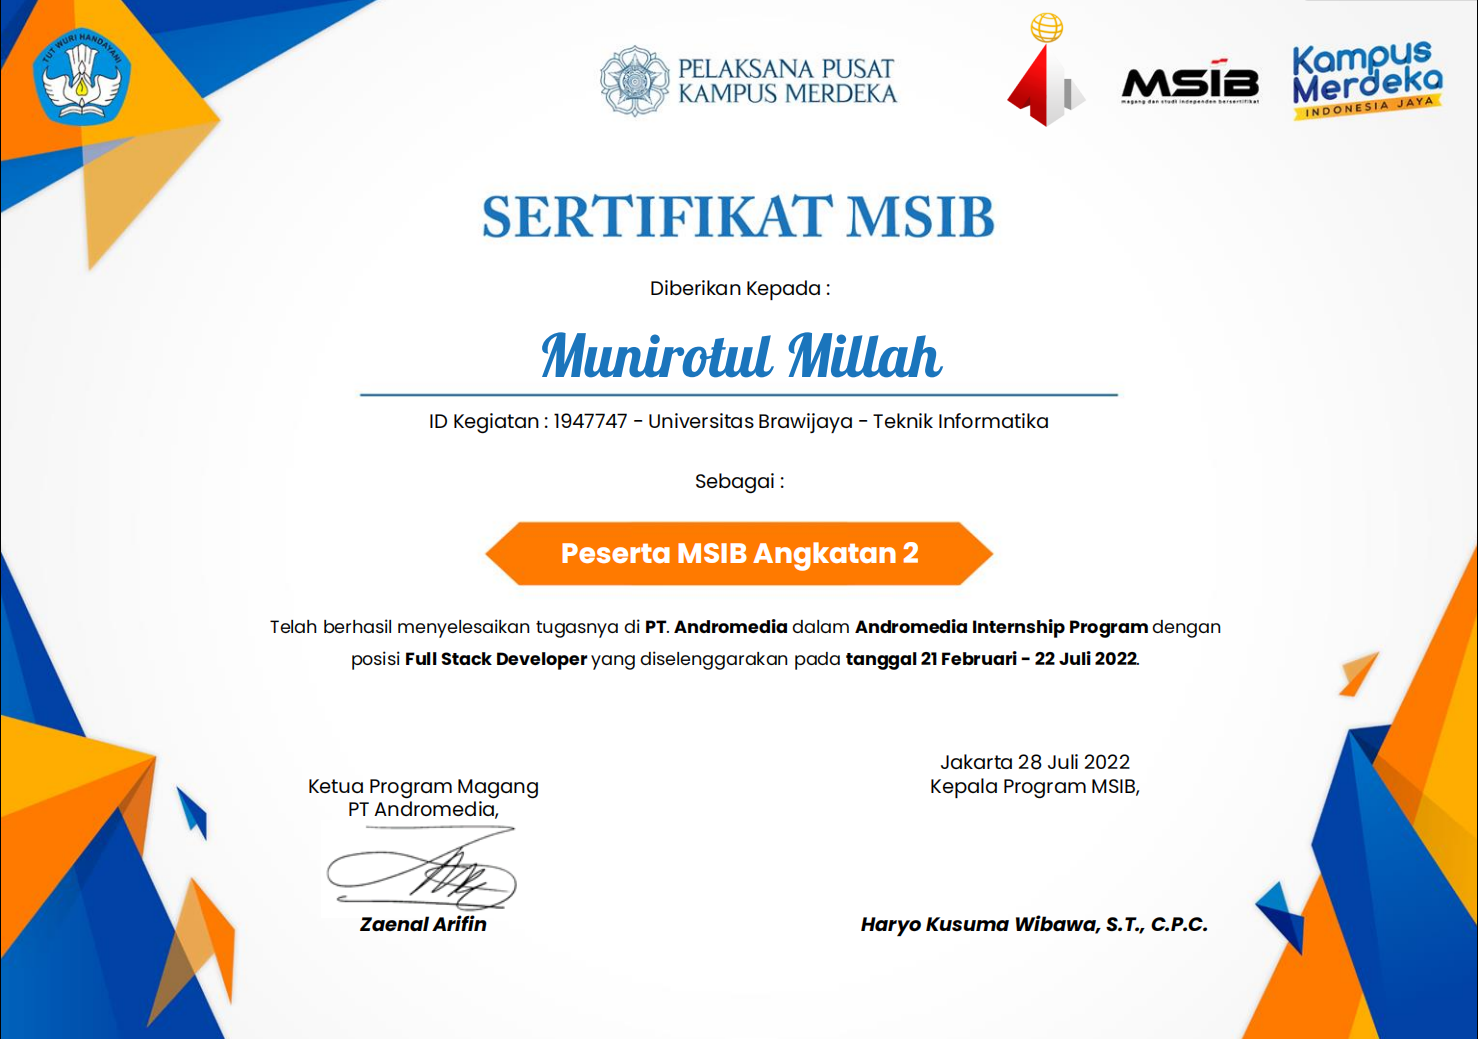 TUT WURI HANDAYANI
PELAKSANA PUSAT
KAMPUS MERDEKA
MSIB
magang dan studi independen bersertifikat
Kampus
Merdeka
INDONESIA JAYA
SERTIFIKAT MSIB
Diberikan Kepada :
Munirotul Millah
ID Kegiatan : 1947747 - Universitas Brawijaya - Teknik Informatika
Sebagai :
Peserta MSIB Angkatan 2
Telah berhasil menyelesaikan tugasnya di PT. Andromedia dalam Andromedia Internship Program dengan
posisi Full Stack Developer yang diselenggarakan pada tanggal 21 Februari - 22 Juli 2022.
Ketua Program Magang
PT Andromedia,
Zaenal Arifin
Jakarta 28 Juli 2022
Kepala Program MSIB,
Haryo Kusuma Wibawa, S.T., C.P.C.